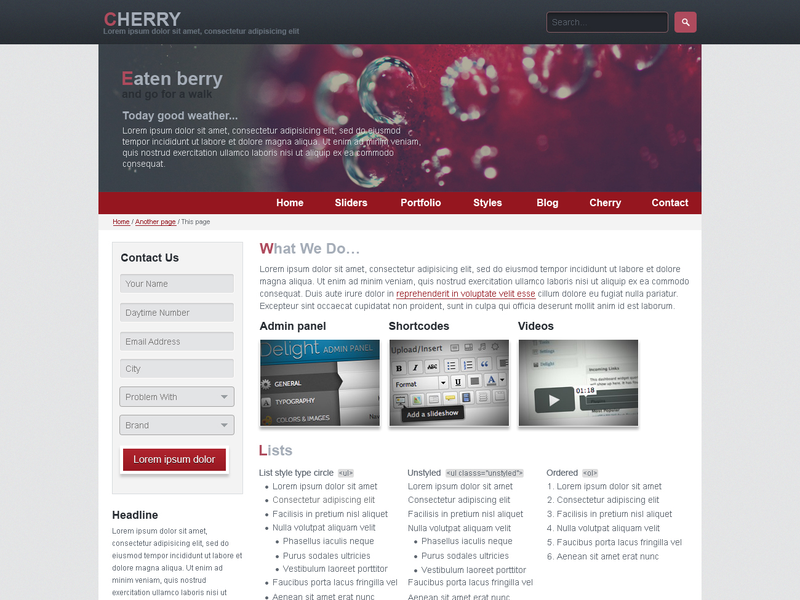 CHERRY
Lorem ipsum dolor sit amet, consectetur adipisicing elit
Search...
Eaten berry
and go for a walk
Today good weather...
Lorem ipsum dolor sit amet, consectetur adipisicing elit, sed do eiusmod
tempor incididunt ut labore et dolore magna aliqua. Ut enim ad minim veniam,
quis nostrud exercitation ullamco laboris nisi ut aliquip ex ea commodo
consequat.
Home Sliders Portfolio Styles Blog Cherry Contact
Home / Another page / This page
Contact Us
Your Name
Daytime Number
Email Address
City
Problem With
Brand
Lorem ipsum dolor
Headline
Lorem ipsum dolor sit amet,
consectetur adipisicing elit, sed do
eiusmod tempor incididunt ut labore et
dolore magna aliqua. Ut enim ad
minim veniam, quis nostrud
exercitation ullamco laboris nisi ut
What We Do...
Lorem ipsum dolor sit amet, consectetur adipisicing elit, sed do eiusmod tempor incididunt ut labore et dolore
magna aliqua. Ut enim ad minim veniam, quis nostrud exercitation ullamco laboris nisi ut aliquip ex ea commodo
consequat. Duis aute irure dolor in reprehenderit in voluptate velit esse cillum dolore eu fugiat nulla pariatur.
Excepteur sint occaecat cupidatat non proident, sunt in culpa qui officia deserunt mollit anim id est laborum.
Admin panel
Delight ADMIN PANEL
GENERAL
TYPOGRAPHY
COLORS & IMAGES
Shortcodes
Upload/Insert
B I ABC
Format U A
Add a slideshow
Videos
Settings
Delight
Incoming Links
01:18
Lists
List style type circle <ul>
Lorem ipsum dolor sit amet
Consectetur adipiscing elit
Facilisis in pretium nisl aliquet
Nulla volutpat aliquam velit
Phasellus iaculis neque
Purus sodales ultricies
Vestibulum laoreet porttitor
Faucibus porta lacus fringilla vel
Aenean sit amet erat nunc
Unstyled <ul classs="unstyled">
Lorem ipsum dolor sit amet
Consectetur adipiscing elit
Facilisis in pretium nisl aliquet
Nulla volutpat aliquam velit
Phasellus iaculis neque
Purus sodales ultricies
Vestibulum laoreet porttitor
Faucibus porta lacus fringilla vel
Aenean sit amet erat nunc
Ordered <ol>
1. Lorem ipsum dolor sit amet
2. Consectetur adipiscing elit
3. Facilisis in pretium nisl aliquet
4. Nulla volutpat aliquam velit
5. Faucibus porta lacus fringilla vel
6. Aenean sit amet erat nunc